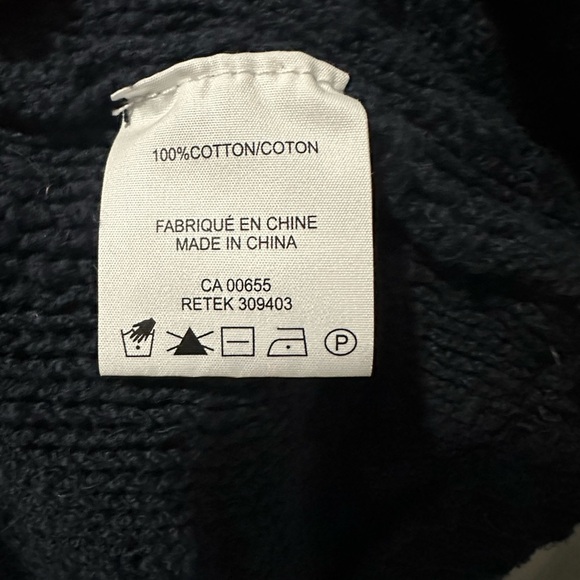 100%COTTON/COTON
FABRIQUÉ EN CHINE
MADE IN CHINA
CA 00655
RETEK 309403
P